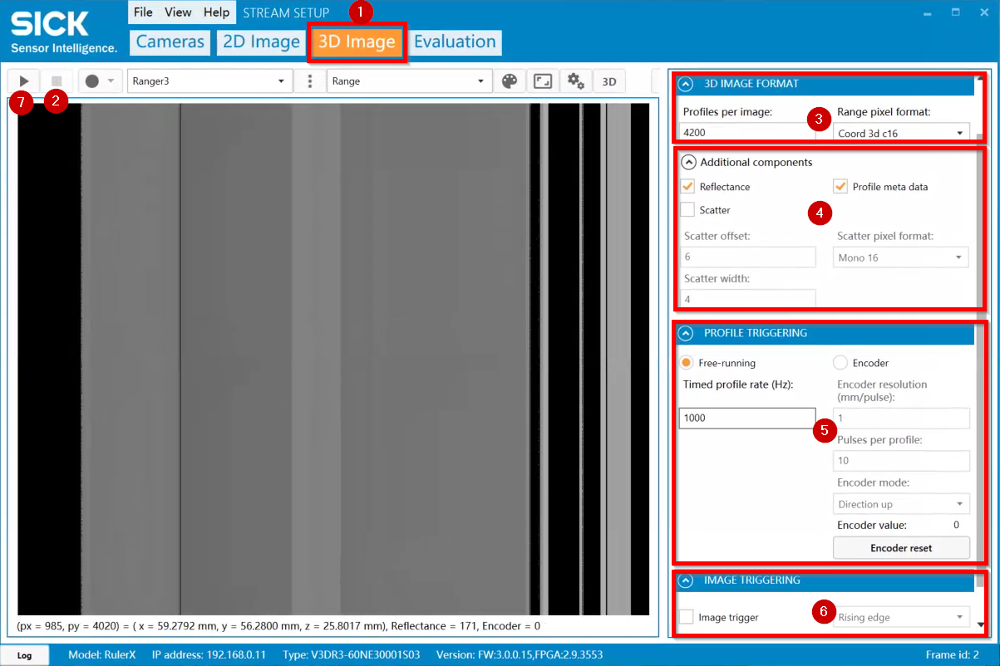 SICK
Sensor Intelligence.
File View Help STREAM SETUP
1
Cameras 2D Image 3D Image Evaluation
Ranger3 Range 3D
7 2
3D IMAGE FORMAT
Profiles per image: Range pixel format:
3
4200 Coord 3d c16
Additional components
Reflectance Profile meta data
Scatter
4
Scatter offset: Scatter pixel format:
6 Mono 16
Scatter width:
4
PROFILE TRIGGERING
Free-running Encoder
Timed profile rate (Hz): Encoder resolution
(mm/pulse):
1000 1
5
Pulses per profile:
10
Encoder mode:
Direction up
Encoder value: 0
Encoder reset
IMAGE TRIGGERING
6
Image trigger Rising edge
(px = 985, py = 4020) = ( x = 59.2792 mm, y = 56.2800 mm, z = 25.8017 mm), Reflectance = 171, Encoder = 0
Log Model: RulerX IP address: 192.168.0.11 Type: V3DR3-60NE30001S03 Version: FW:3.0.0.15,FPGA:2.9.3553 Frame id: 2